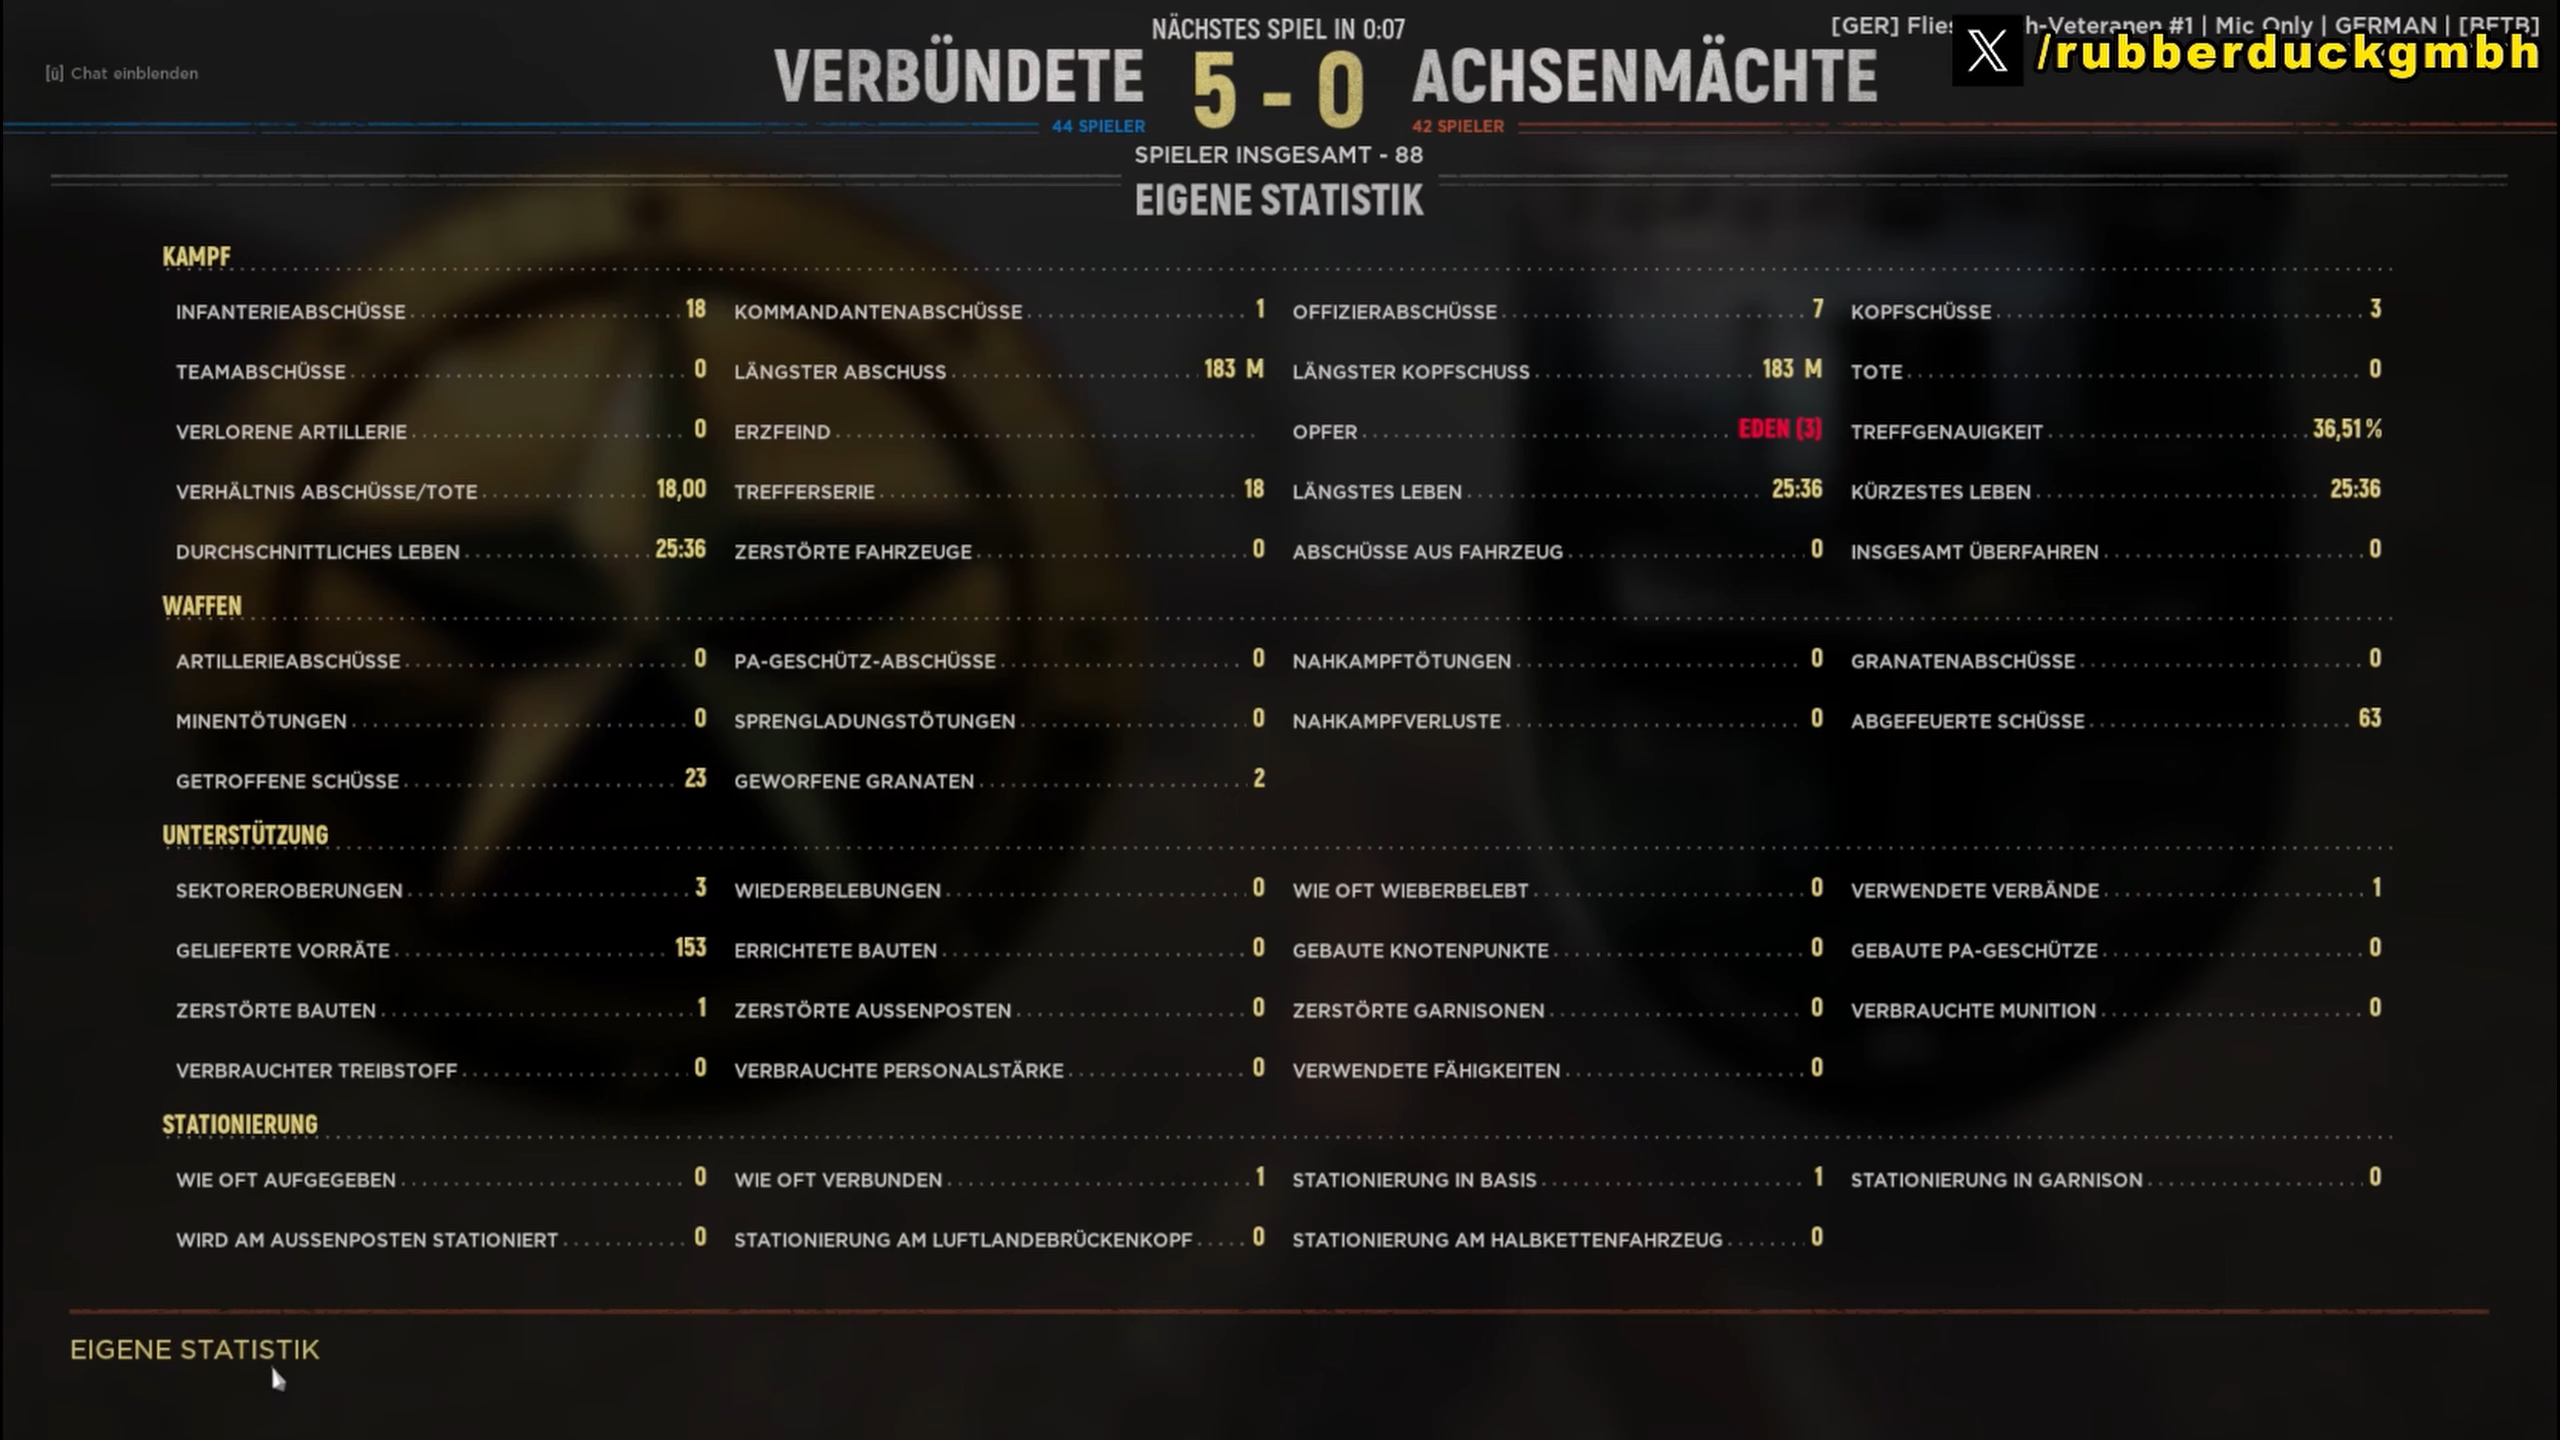 NÄCHSTES SPIEL IN 0:07
[GER] Flies h-Veteranen #1 | Mic Only | GERMAN | [BFTB]
/rubberduckgmbh
[ü] Chat einblenden
VERBÜNDETE 5 - 0 ACHSENMÄCHTE
44 SPIELER 42 SPIELER
SPIELER INSGESAMT - 88
EIGENE STATISTIK
KAMPF
INFANTERIEABSCHÜSSE 18 KOMMANDANTENABSCHÜSSE 1 OFFIZIERABSCHÜSSE 7 KOPFSCHÜSSE 3
TEAMABSCHÜSSE 0 LÄNGSTER ABSCHUSS 183 M LÄNGSTER KOPFSCHUSS 183 M TOTE 0
VERLORENE ARTILLERIE 0 ERZFEIND OPFER EDEN (3) TREFFGENAUIGKEIT 36,51 %
VERHÄLTNIS ABSCHÜSSE/TOTE 18,00 TREFFERSERIE 18 LÄNGSTES LEBEN 25:36 KÜRZESTES LEBEN 25:36
DURCHSCHNITTLICHES LEBEN 25:36 ZERSTÖRTE FAHRZEUGE 0 ABSCHÜSSE AUS FAHRZEUG 0 INSGESAMT ÜBERFAHREN 0
WAFFEN
ARTILLERIEABSCHÜSSE 0 PA-GESCHÜTZ-ABSCHÜSSE 0 NAHKAMPFTÖTUNGEN 0 GRANATENABSCHÜSSE 0
MINENTÖTUNGEN 0 SPRENGLADUNGSTÖTUNGEN 0 NAHKAMPFVERLUSTE 0 ABGEFEUERTE SCHÜSSE 63
GETROFFENE SCHÜSSE 23 GEWORFENE GRANATEN 2
UNTERSTÜTZUNG
SEKTOREROBERUNGEN 3 WIEDERBELEBUNGEN 0 WIE OFT WIEBERBELEBT 0 VERWENDETE VERBÄNDE 1
GELIEFERTE VORRÄTE 153 ERRICHTETE BAUTEN 0 GEBAUTE KNOTENPUNKTE 0 GEBAUTE PA-GESCHÜTZE 0
ZERSTÖRTE BAUTEN 1 ZERSTÖRTE AUSSENPOSTEN 0 ZERSTÖRTE GARNISONEN 0 VERBRAUCHTE MUNITION 0
VERBRAUCHTER TREIBSTOFF 0 VERBRAUCHTE PERSONALSTÄRKE 0 VERWENDETE FÄHIGKEITEN 0
STATIONIERUNG
WIE OFT AUFGEGEBEN 0 WIE OFT VERBUNDEN 1 STATIONIERUNG IN BASIS 1 STATIONIERUNG IN GARNISON 0
WIRD AM AUSSENPOSTEN STATIONIERT 0 STATIONIERUNG AM LUFTLANDEBRÜCKENKOPF 0 STATIONIERUNG AM HALBKETTENFAHRZEUG 0
EIGENE STATISTIK